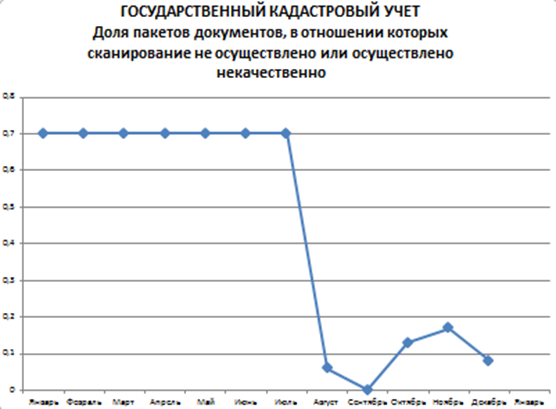 ГОСУДАРСТВЕННЫЙ КАДАСТРОВЫЙ УЧЕТ
Доля пакетов документов, в отношении которых
сканирование не осуществлено или осуществлено
некачественно
0,8
0,7
0,6
0,5
0,4
0,3
0,2
0,1
0
Январь Февраль Март Апрель Май Июнь Июль Август Сентябрь Октябрь Ноябрь Декабрь Январь